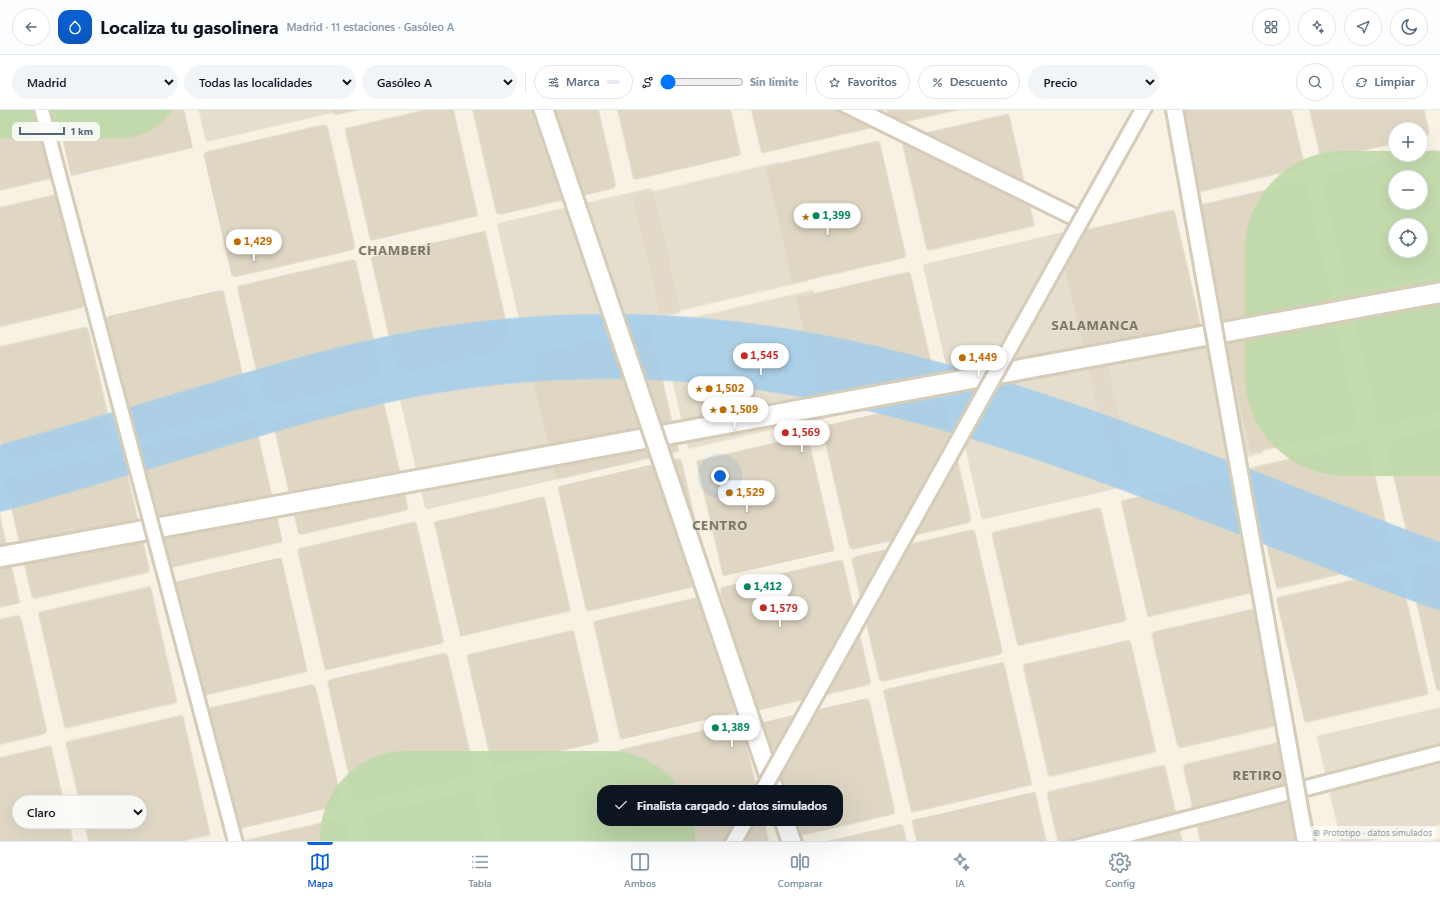 Localiza tu gasolinera
Madrid · 11 estaciones · Gasóleo A
Madrid
Todas las localidades
Gasóleo A
Marca
Sin límite
Favoritos
Descuento
Precio
Limpiar
1 km
1,399
1,429
CHAMBERÍ
SALAMANCA
1,545
1,449
1,502
1,509
1,569
1,529
CENTRO
1,412
1,579
1,389
RETIRO
Finalista cargado · datos simulados
Claro
© Prototipo · datos simulados
Mapa
Tabla
Ambos
Comparar
IA
Config